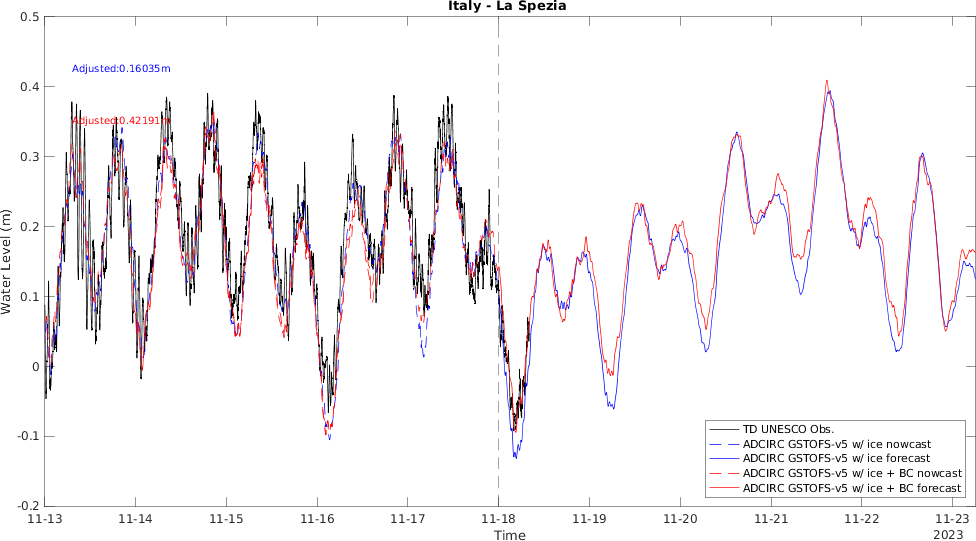 Italy - La Spezia
0.5
0.4
0.3
0.2
0.1
0
-0.1
-0.2
Water Level (m)
Adjusted:0.16035m
Adjusted:0.42191m
TD UNESCO Obs.
ADCIRC GSTOFS-v5 w/ ice nowcast
ADCIRC GSTOFS-v5 w/ ice forecast
ADCIRC GSTOFS-v5 w/ ice + BC nowcast
ADCIRC GSTOFS-v5 w/ ice + BC forecast
11-13 11-14 11-15 11-16 11-17 11-18 11-19 11-20 11-21 11-22 11-23
Time
2023